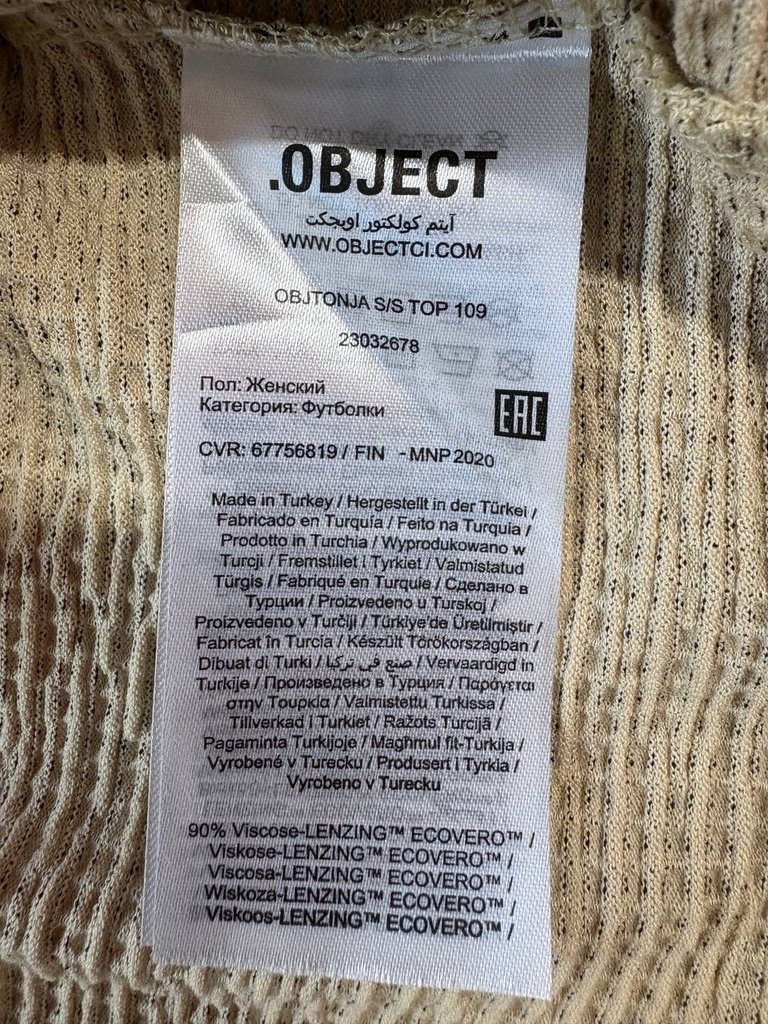 .OBJECT
آیتم کولکتور اوبجکت
WWW.OBJECTCI.COM
OBJTONJA S/S TOP 109
23032678
Пол: Женский
Категория: Футболки
EAC
CVR: 67756819 / FIN - MNP 2020
Made in Turkey / Hergestellt in der Türkei /
Fabricado en Turquía / Feito na Turquia /
Prodotto in Turchia / Wyprodukowano w
Turcji / Fremstillet i Tyrkiet / Valmistatud
Türgis / Fabriqué en Turquie / Сделано в
Турции / Proizvedeno u Turskoj /
Proizvedeno v Turčiji / Türkiye'de Üretilmiştir /
Fabricat în Turcia / Készült Törökországban /
Dibuat di Turki / صنع في تركيا / Vervaardigd in
Turkije / Произведено в Турция / Παράγεται
στην Τουρκία / Valmistettu Turkissa /
Tillverkad i Turkiet / Ražots Turcijā /
Pagaminta Turkijoje / Magħmul fit-Turkija /
Vyrobené v Turecku / Produsert i Tyrkia /
Vyrobeno v Turecku
90% Viscose-LENZING™ ECOVERO™ /
Viskose-LENZING™ ECOVERO™ /
Viscosa-LENZING™ ECOVERO™ /
Wiskoza-LENZING™ ECOVERO™ /
Viskoos-LENZING™ ECOVERO™ /